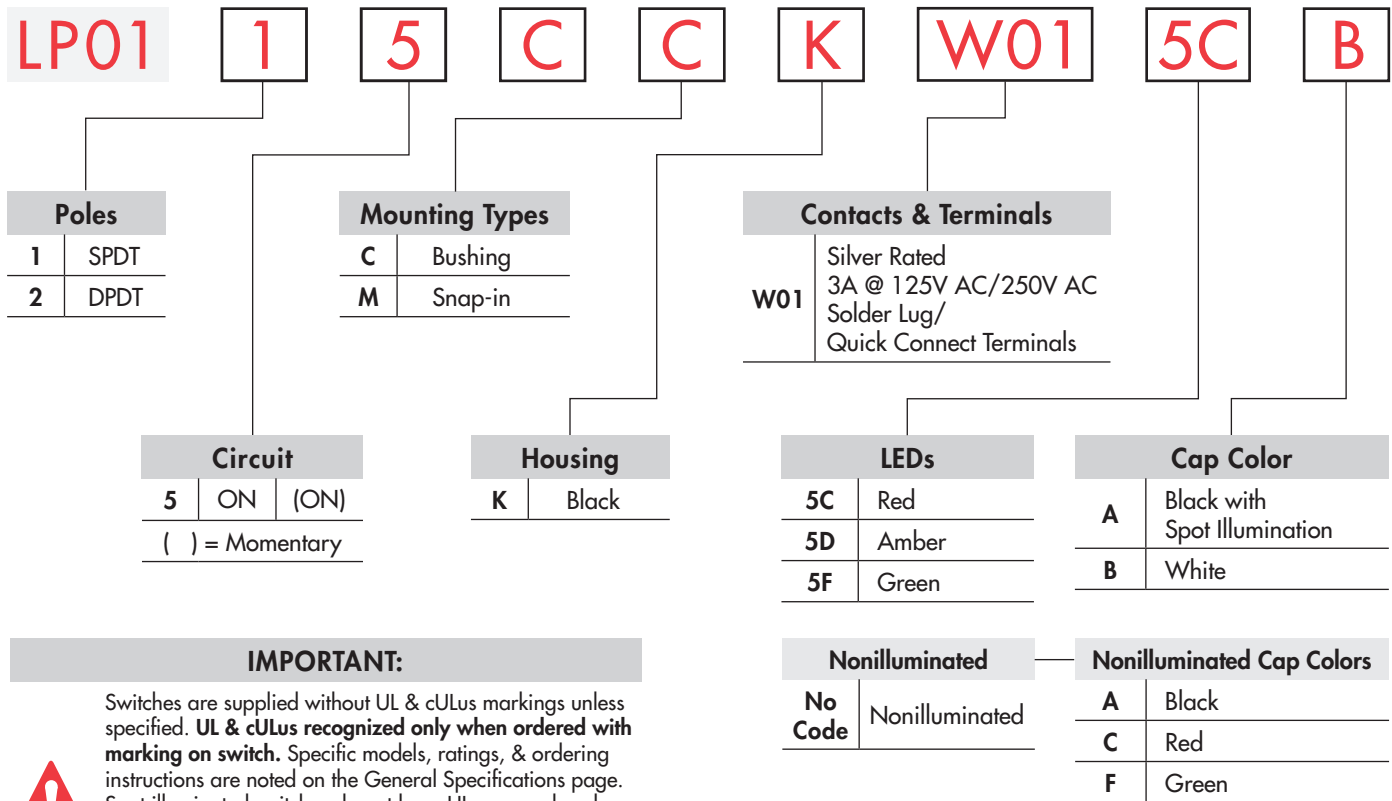 LP01 1 5 C C K W01 5C B
Poles
1 SPDT
2 DPDT
Mounting Types
C Bushing
M Snap-in
Contacts & Terminals
W01 Silver Rated
3A @ 125V AC/250V AC
Solder Lug/
Quick Connect Terminals
Circuit
5 ON (ON)
( ) = Momentary
Housing
K Black
LEDs
5C Red
5D Amber
5F Green
Cap Color
A Black with
Spot Illumination
B White
IMPORTANT:
Switches are supplied without UL & cULus markings unless
specified. UL & cULus recognized only when ordered with
marking on switch. Specific models, ratings, & ordering
instructions are noted on the General Specifications page.
Nonilluminated
No
Code Nonilluminated
Nonilluminated Cap Colors
A Black
C Red
F Green